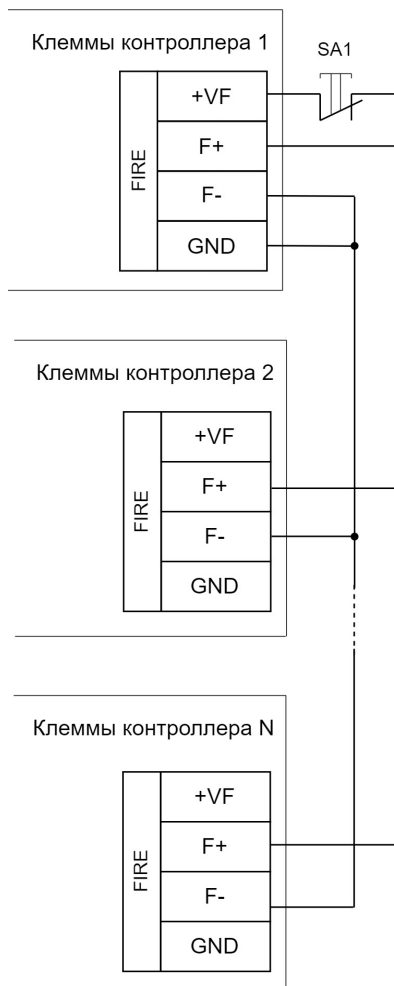 Клеммы контроллера 1
SA1
FIRE
+VF
F+
F-
GND
Клеммы контроллера 2
FIRE
+VF
F+
F-
GND
Клеммы контроллера N
FIRE
+VF
F+
F-
GND